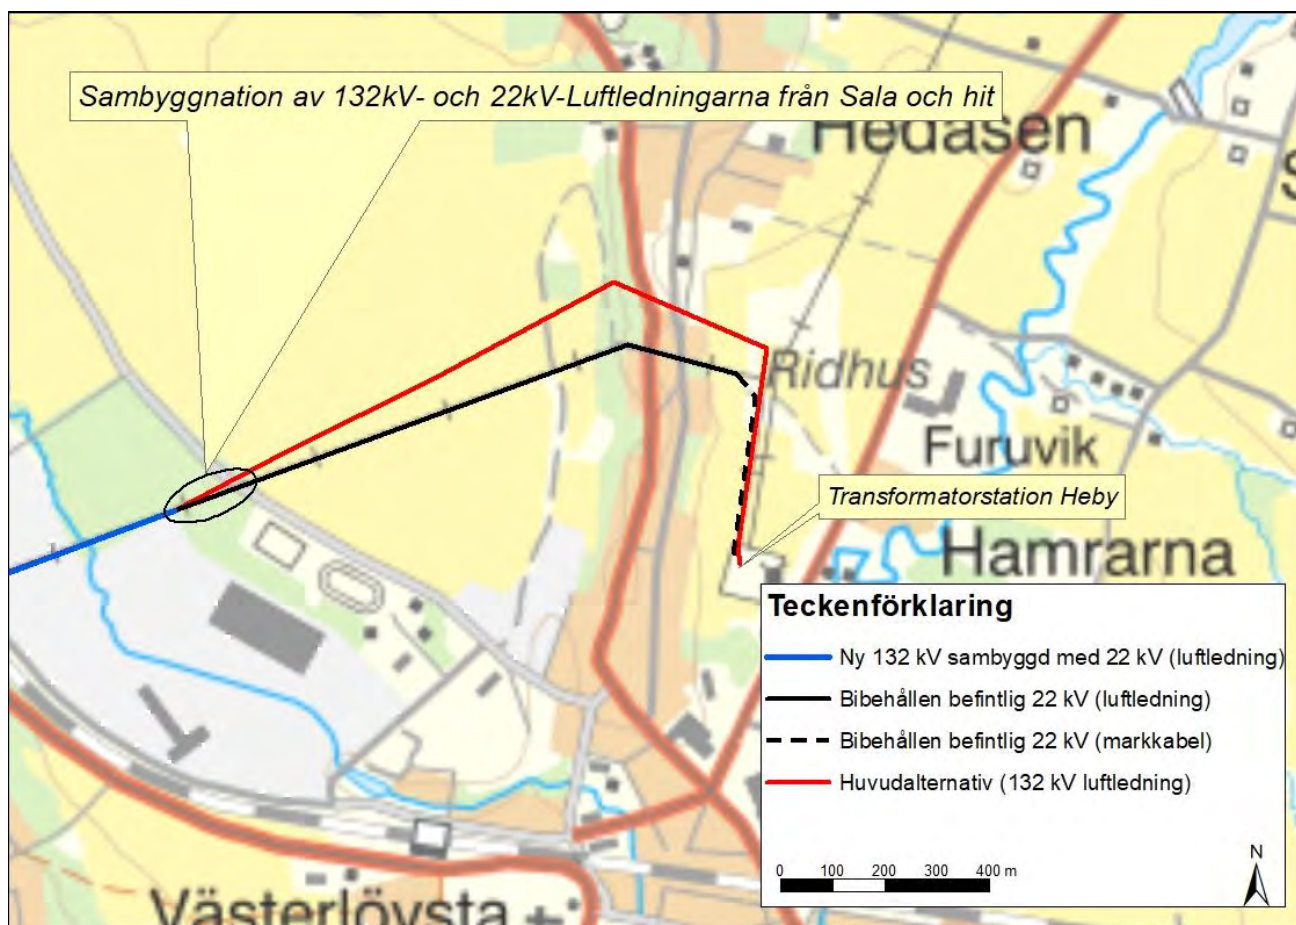 Sambyggnation av 132kV- och 22kV-Luftledningarna från Sala och hit
Hedåsen
S
Ridhus
Furuvik
Transformatorstation Heby
Hamrarna
Teckenförklaring
Ny 132 kV sambyggd med 22 kV (luftledning)
Bibehållen befintlig 22 kV (luftledning)
Bibehållen befintlig 22 kV (markkabel)
Huvudalternativ (132 kV luftledning)
0 100 200 300 400 m
N
Västerlövsta